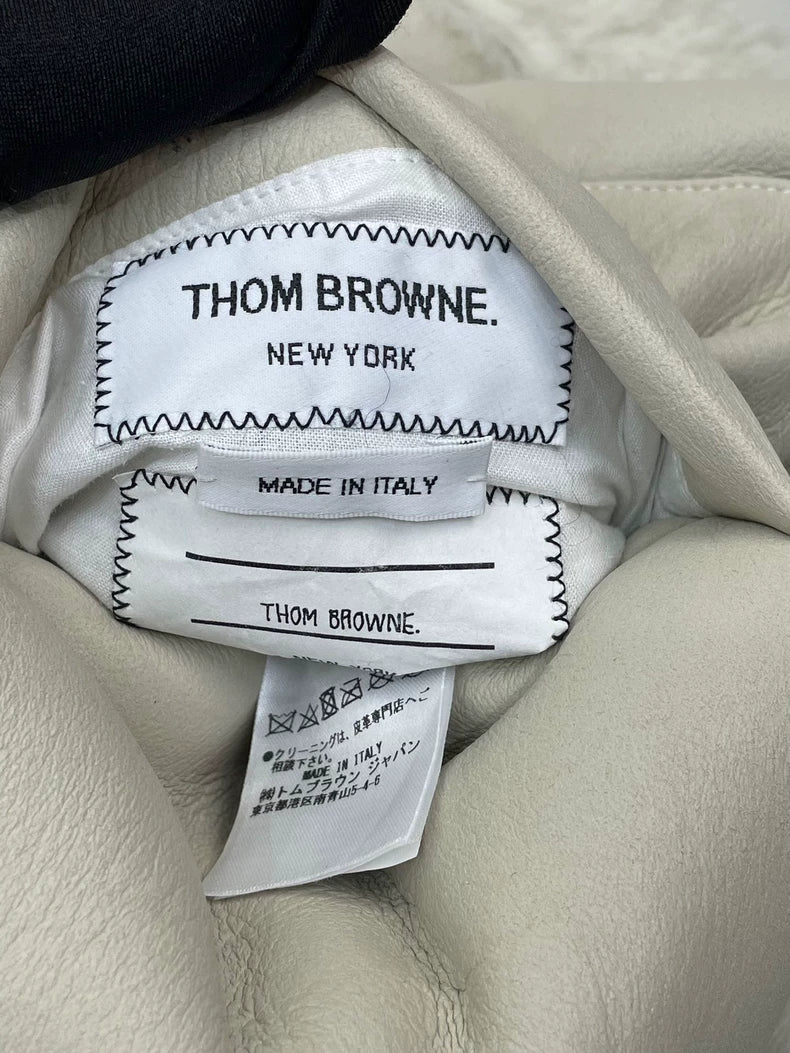 THOM BROWNE.
NEW YORK
MADE IN ITALY
THOM BROWNE.
NEW YORK
●クリーニングは、皮革専門店へご
相談下さい。
MADE IN ITALY
㈱トムブラウン ジャパン
東京都港区南青山5-4-6